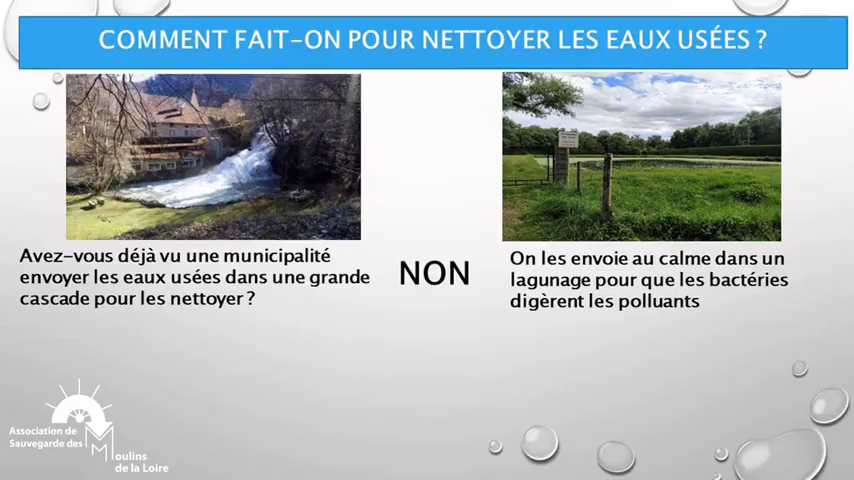 COMMENT FAIT-ON POUR NETTOYER LES EAUX USÉES ?
Avez-vous déjà vu une municipalité
envoyer les eaux usées dans une grande
cascade pour les nettoyer ?
NON
On les envoie au calme dans un
lagunage pour que les bactéries
digèrent les polluants
Association de
Sauvegarde des
Moulins
de la Loire